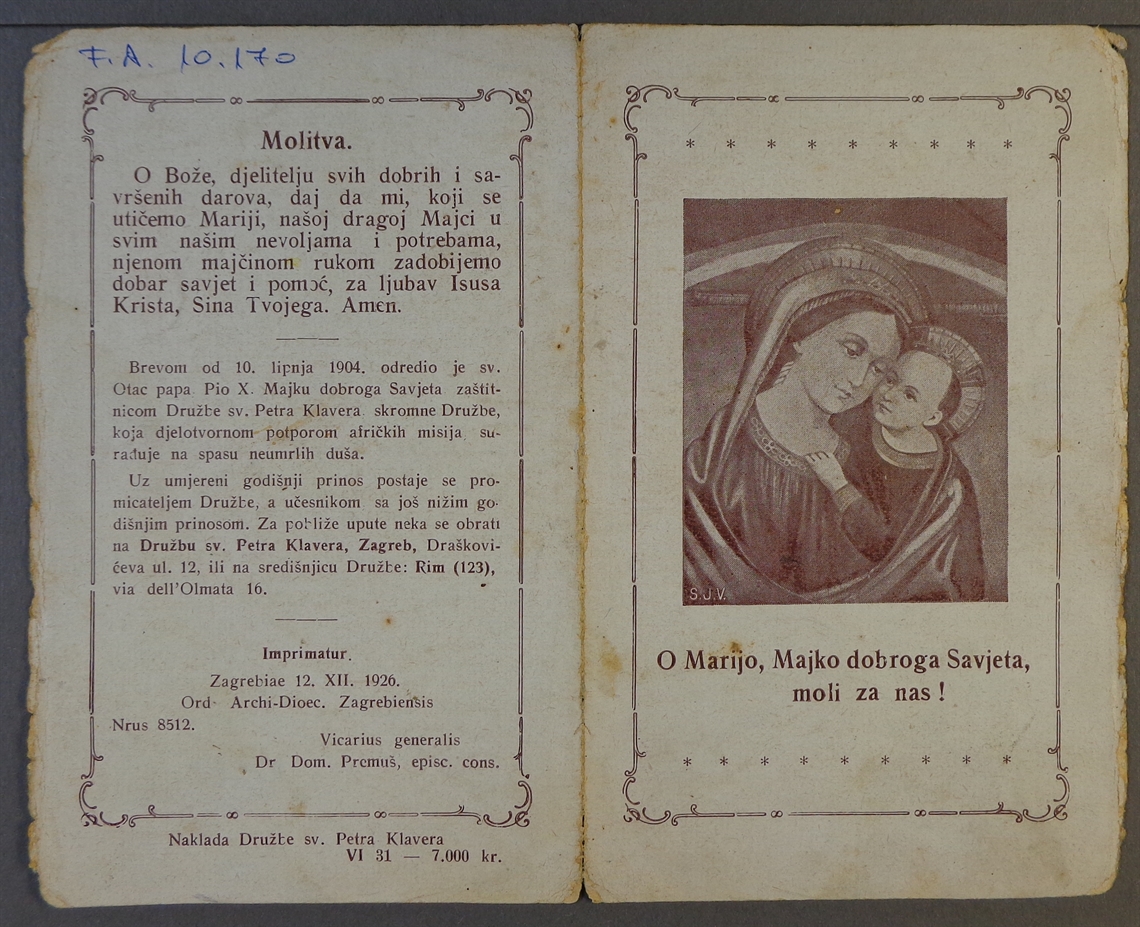 F.A. 10.170
Molitva.
O Bože, djelitelju svih dobrih i sa-
vršenih darova, daj da mi, koji se
utičemo Mariji, našoj dragoj Majci u
svim našim nevoljama i potrebama,
njenom majčinom rukom zadobijemo
dobar savjet i pomoć, za ljubav Isusa
Krista, Sina Tvojega. Amen.
Brevom od 10. lipnja 1904. odredio je sv.
Otac papa Pio X. Majku dobroga Savjeta zaštit-
nicom Družbe sv. Petra Klavera skromne Družbe,
koja djelotvornom potporom afričkih misija su-
rađuje na spasu neumrlih duša.
Uz umjereni godišnji prinos postaje se pro-
micateljem Družbe, a učesnikom sa još nižim go-
dišnjim prinosom. Za pobliže upute neka se obrati
na Družbu sv. Petra Klavera, Zagreb, Draškovi-
ćeva ul. 12, ili na središnjicu Družbe: Rim (123),
via dell'Olmata 16.
Imprimatur.
Zagrebiae 12. XII. 1926.
Ord. Archi-Dioec. Zagrebiensis
Nrus 8512.
Vicarius generalis
Dr Dom. Premuš, episc. cons.
Naklada Družbe sv. Petra Klavera
VI 31 — 7.000 kr.
* * * * * * * * *
S.J.V.
O Marijo, Majko dobroga Savjeta,
moli za nas!
* * * * * * * * *